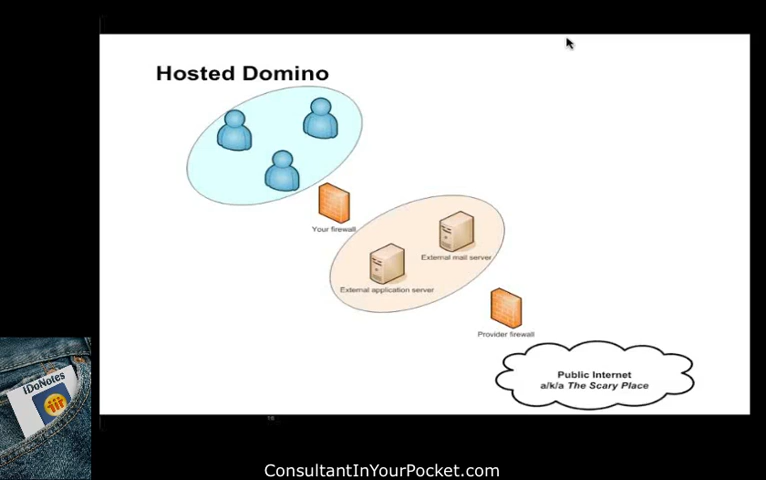 Hosted Domino
Your firewall
External mail server
External application server
Provider firewall
Public Internet
a/k/a The Scary Place
iDoNotes
16
ConsultantInYourPocket.com